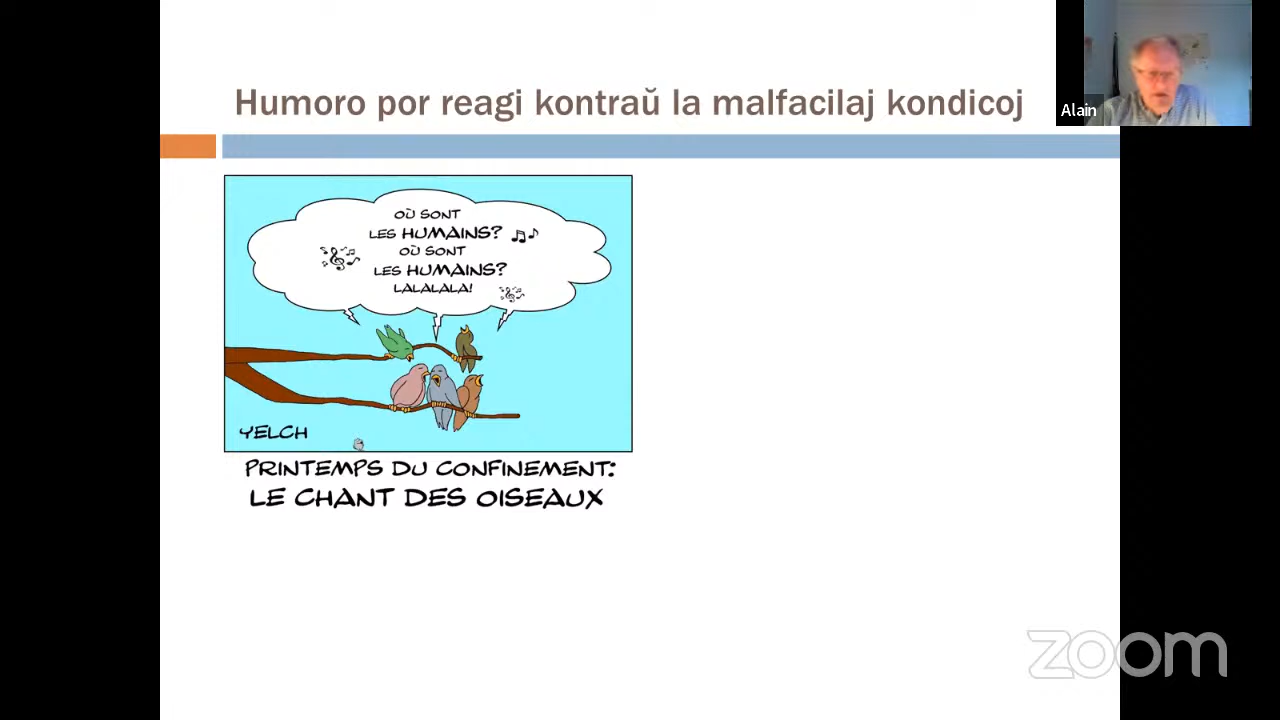 Humoro por reagi kontraŭ la malfacilaj kondicoj
Alain
OÙ SONT
LES HUMAINS?
OÙ SONT
LES HUMAINS?
LALALALA!
YELCH
PRINTEMPS DU CONFINEMENT:
LE CHANT DES OISEAUX
zoom